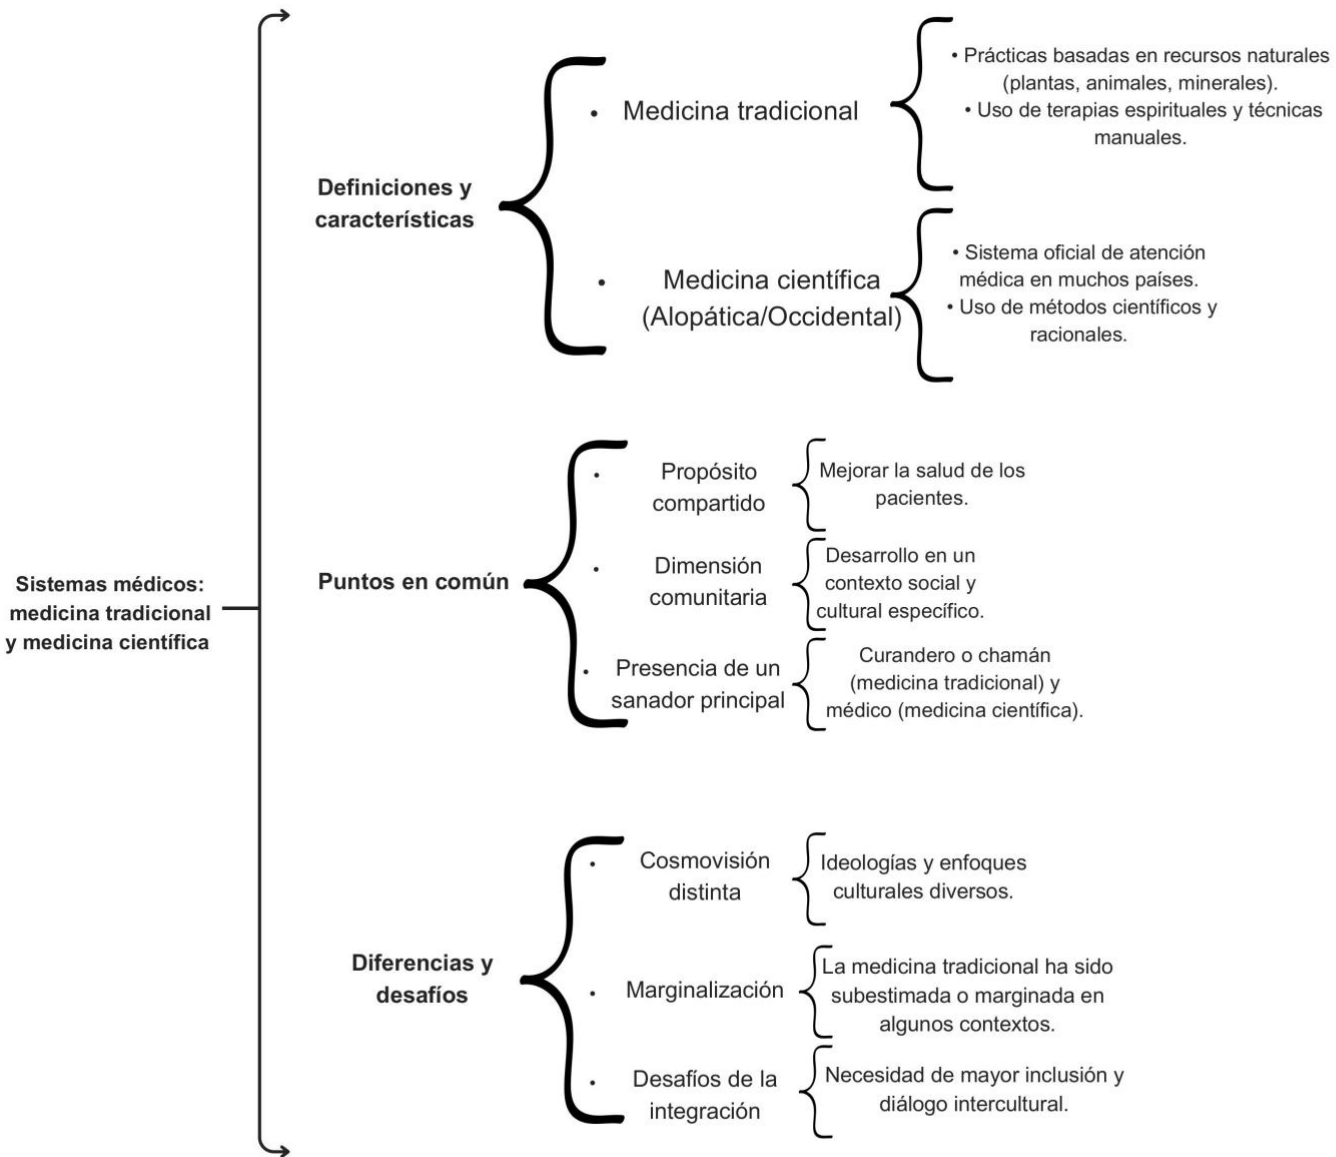 Sistemas médicos:
medicina tradicional
y medicina científica
Definiciones y
características
• Medicina tradicional
• Prácticas basadas en recursos naturales
(plantas, animales, minerales).
• Uso de terapias espirituales y técnicas
manuales.
• Medicina científica
(Alopática/Occidental)
• Sistema oficial de atención
médica en muchos países.
• Uso de métodos científicos y
racionales.
Puntos en común
• Propósito
compartido
Mejorar la salud de los
pacientes.
• Dimensión
comunitaria
Desarrollo en un
contexto social y
cultural específico.
• Presencia de un
sanador principal
Curandero o chamán
(medicina tradicional) y
médico (medicina científica).
Diferencias y
desafíos
• Cosmovisión
distinta
Ideologías y enfoques
culturales diversos.
• Marginalización
La medicina tradicional ha sido
subestimada o marginada en
algunos contextos.
• Desafíos de la
integración
Necesidad de mayor inclusión y
diálogo intercultural.